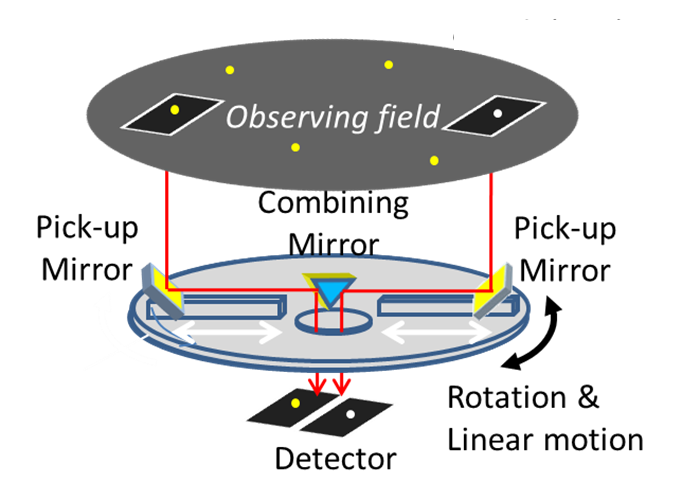 Observing field
Combining
Mirror
Pick-up
Mirror
Pick-up
Mirror
Rotation &
Linear motion
Detector